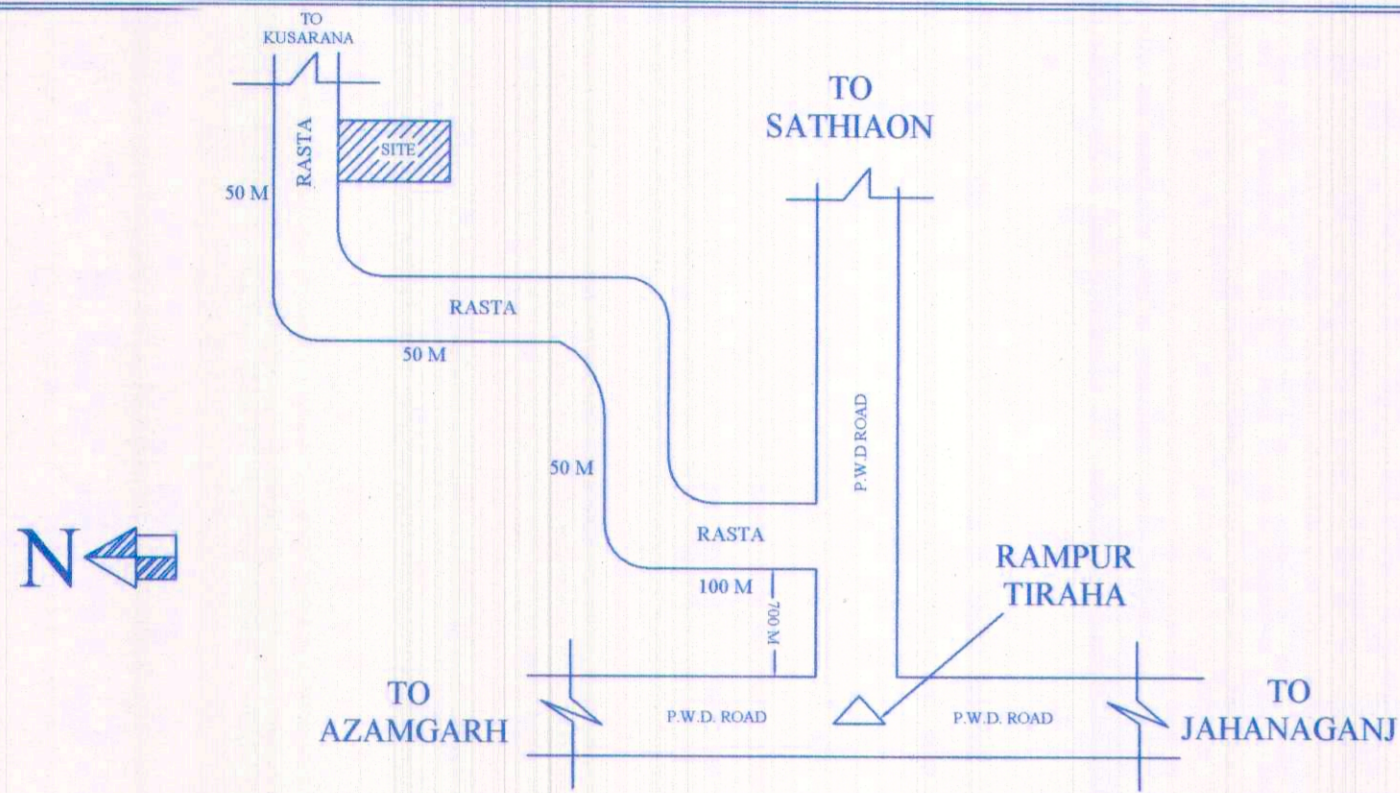 TO
KUSARANA
TO
SATHIAON
RASTA
SITE
50 M
RASTA
50 M
P.W.D ROAD
50 M
RASTA
100 M
700 M
N
RAMPUR
TIRAHA
TO
AZAMGARH
P.W.D. ROAD
P.W.D. ROAD
TO
JAHANAGANJ